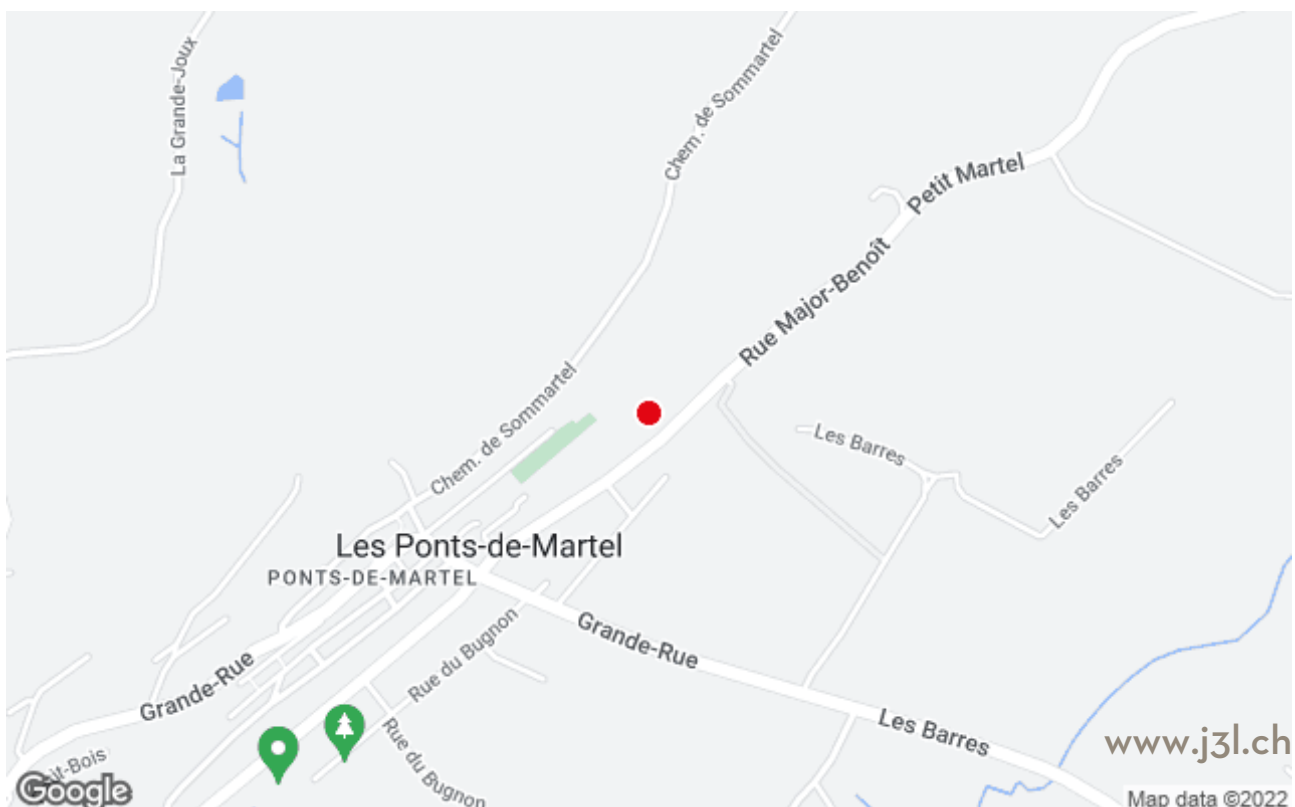 La Grande-Joux
Chem. de Sommartel
Petit Martel
Rue Major-Benoît
Chem. de Sommartel
Les Barres
Les Barres
Les Ponts-de-Martel
PONTS-DE-MARTEL
Grande-Rue
Rue du Bugnon
Grande-Rue
Les Barres
Rue du Bugnon
www.j3l.ch
it-Bois
Google
Map data ©2022